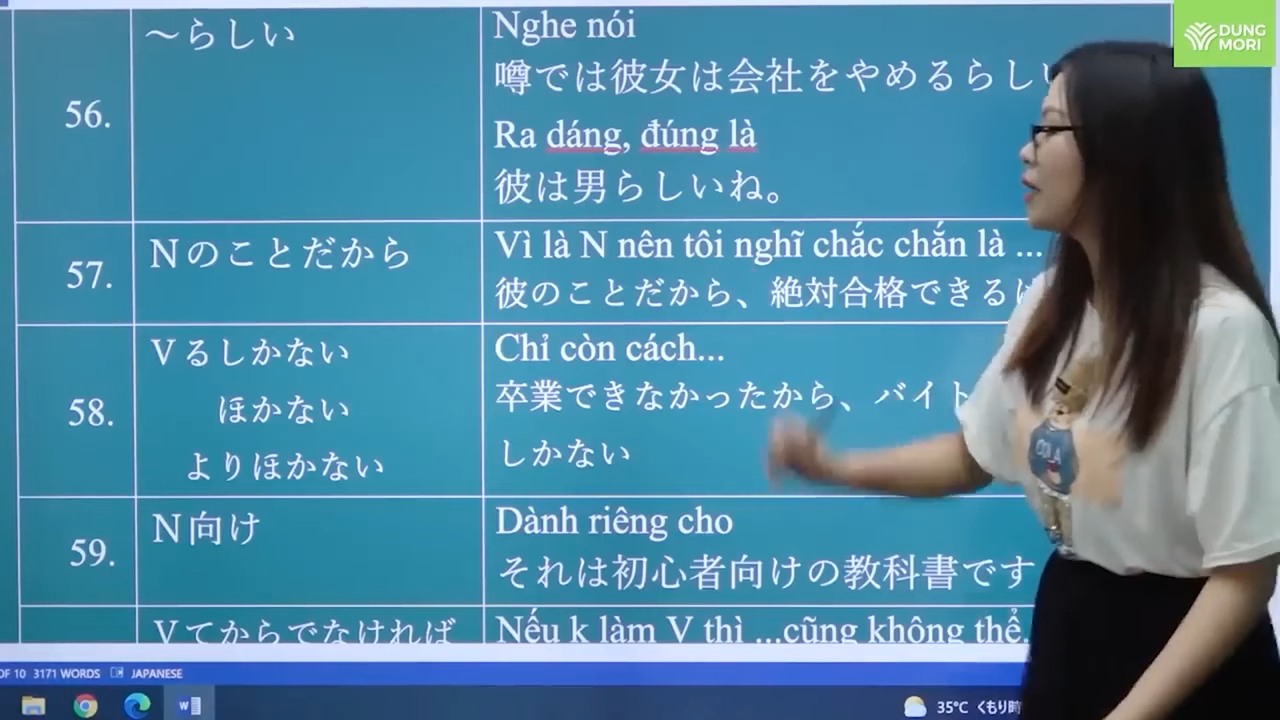 DUNG
MORI
56.
～らしい
Nghe nói
噂では彼女は会社をやめるらし
Ra dáng, đúng là
彼は男らしいね。
57.
Nのことだから
Vì là N nên tôi nghĩ chắc chắn là ...
彼のことだから、絶対合格できる
58.
Vるしかない
ほかない
よりほかない
Chỉ còn cách...
卒業できなかったから、バイト
しかない
59.
N向け
Dành riêng cho
それは初心者向けの教科書です
Vてからでなければ
Nếu k làm V thì ...cũng không thể.
OF 10 3171 WORDS JAPANESE
35°C くもり時
COLA